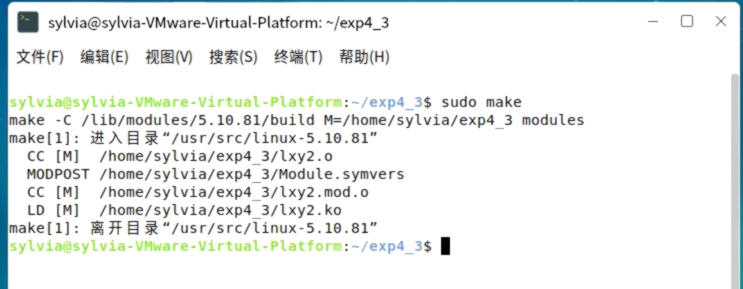 sylvia@sylvia-VMware-Virtual-Platform: ~/exp4_3
文件(F) 编辑(E) 视图(V) 搜索(S) 终端(T) 帮助(H)
sylvia@sylvia-VMware-Virtual-Platform:~/exp4_3$ sudo make
make -C /lib/modules/5.10.81/build M=/home/sylvia/exp4_3 modules
make[1]: 进入目录“/usr/src/linux-5.10.81”
  CC [M]  /home/sylvia/exp4_3/lxy2.o
  MODPOST /home/sylvia/exp4_3/Module.symvers
  CC [M]  /home/sylvia/exp4_3/lxy2.mod.o
  LD [M]  /home/sylvia/exp4_3/lxy2.ko
make[1]: 离开目录“/usr/src/linux-5.10.81”
sylvia@sylvia-VMware-Virtual-Platform:~/exp4_3$